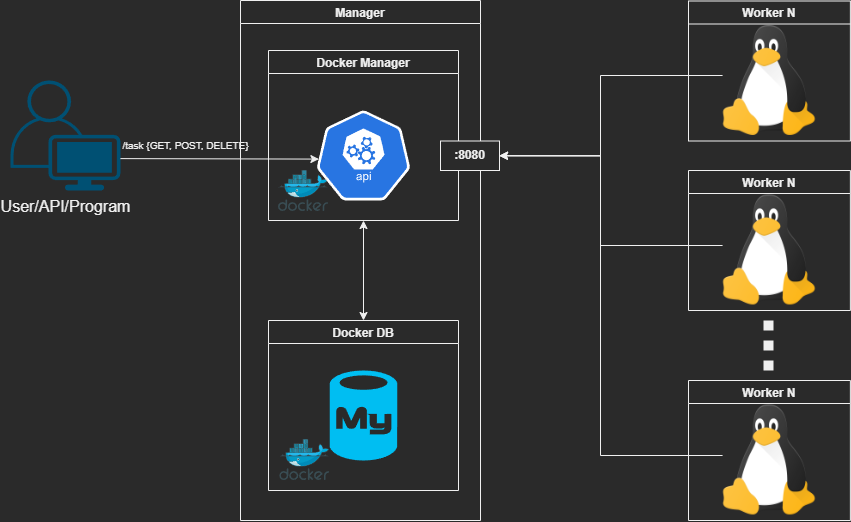 Manager
Worker N
Docker Manager
/task {GET, POST, DELETE}
:8080
api
docker
User/API/Program
Worker N
Docker DB
My
docker
Worker N